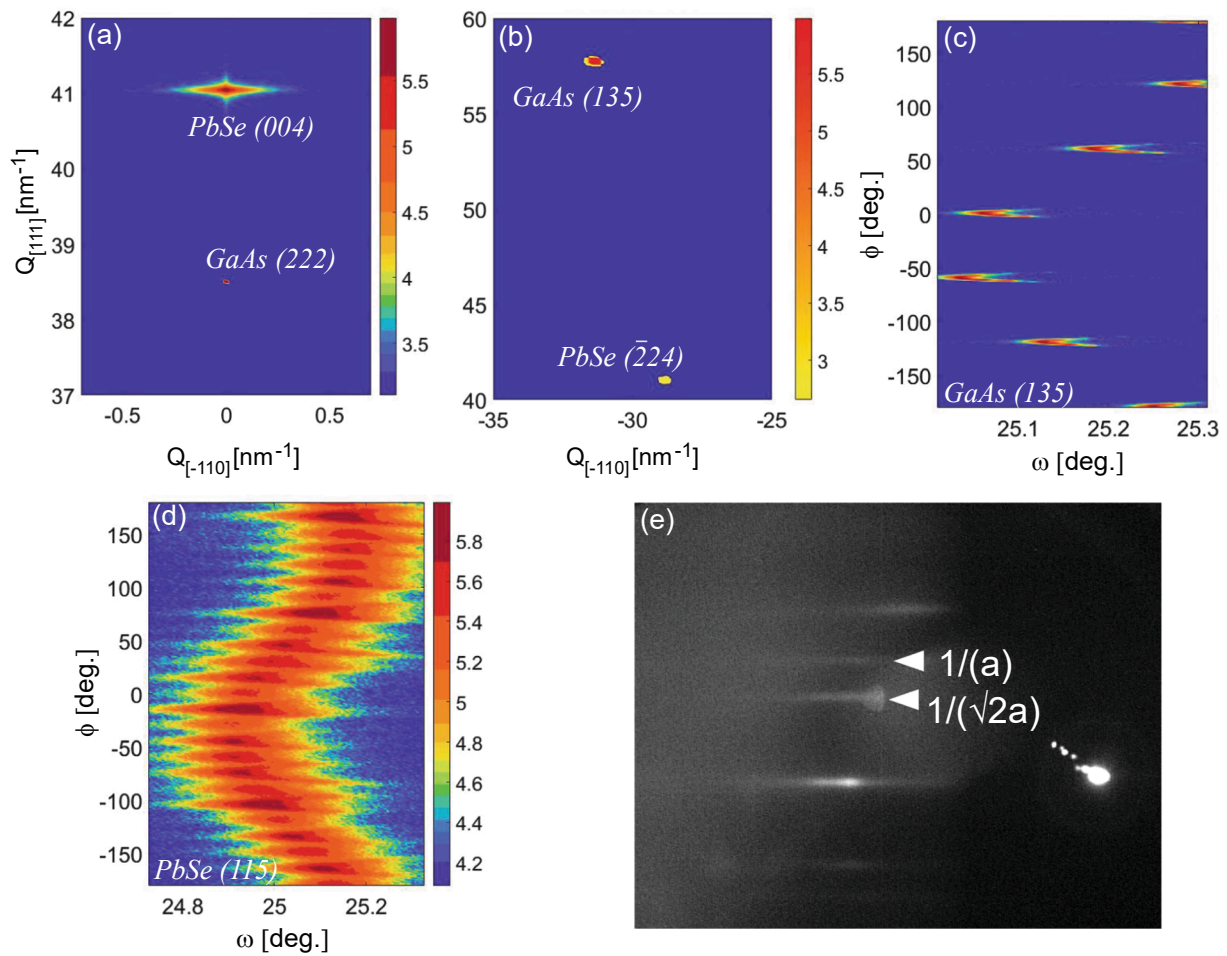 (a)
42
41
40
39
38
37
-0.5
0
0.5
Q[111][nm-1]
Q[-110][nm-1]
PbSe (004)
GaAs (222)
5.5
5
4.5
4
3.5
(b)
60
55
50
45
40
-35
-30
-25
Q[-110][nm-1]
GaAs (135)
PbSe (2̄24)
5.5
5
4.5
4
3.5
3
(c)
150
100
50
0
-50
-100
-150
ϕ [deg.]
GaAs (135)
25.1
25.2
25.3
ω [deg.]
(d)
150
100
50
0
-50
-100
-150
ϕ [deg.]
PbSe (115)
24.8
25
25.2
ω [deg.]
5.8
5.6
5.4
5.2
5
4.8
4.6
4.4
4.2
(e)
1/(a)
1/(√2a)